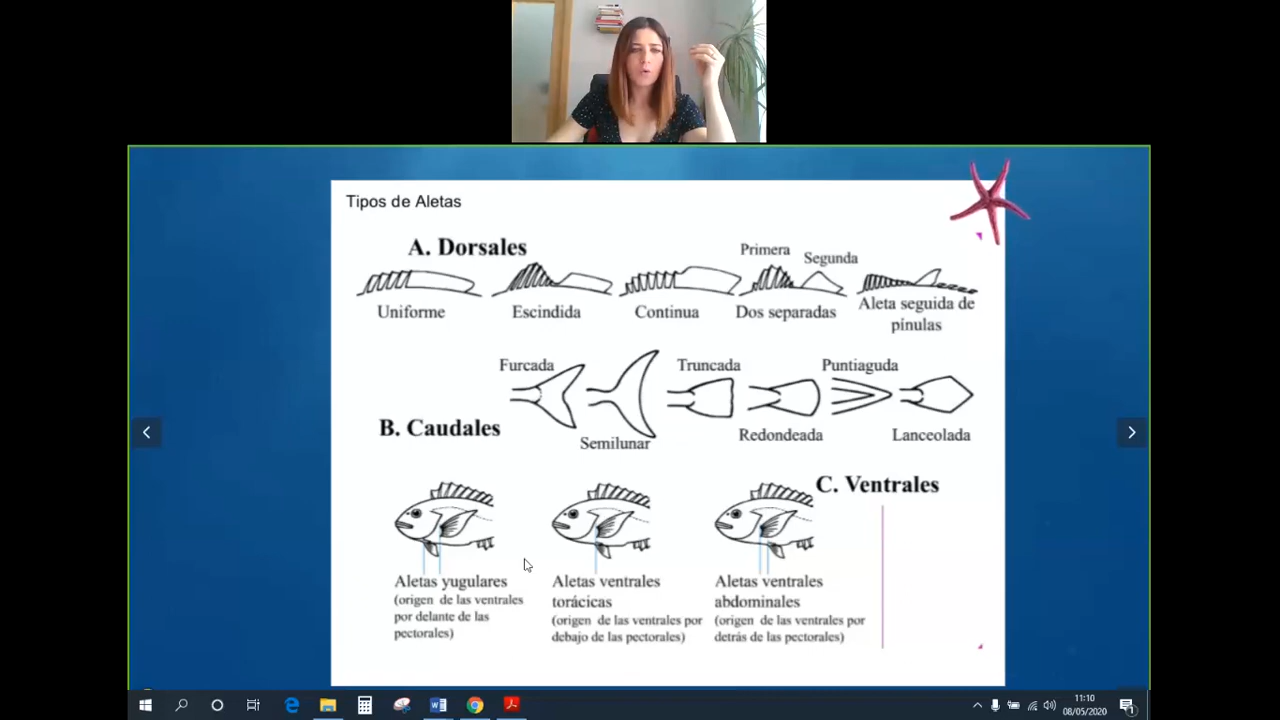 Tipos de Aletas
A. Dorsales
Primera
Segunda
Uniforme
Escindida
Continua
Dos separadas
Aleta seguida de
pínulas
Furcada
Truncada
Puntiaguda
B. Caudales
Semilunar
Redondeada
Lanceolada
C. Ventrales
Aletas yugulares
(origen de las ventrales
por delante de las
pectorales)
Aletas ventrales
torácicas
(origen de las ventrales por
debajo de las pectorales)
Aletas ventrales
abdominales
(origen de las ventrales por
detrás de las pectorales)
11:10
08/05/2020